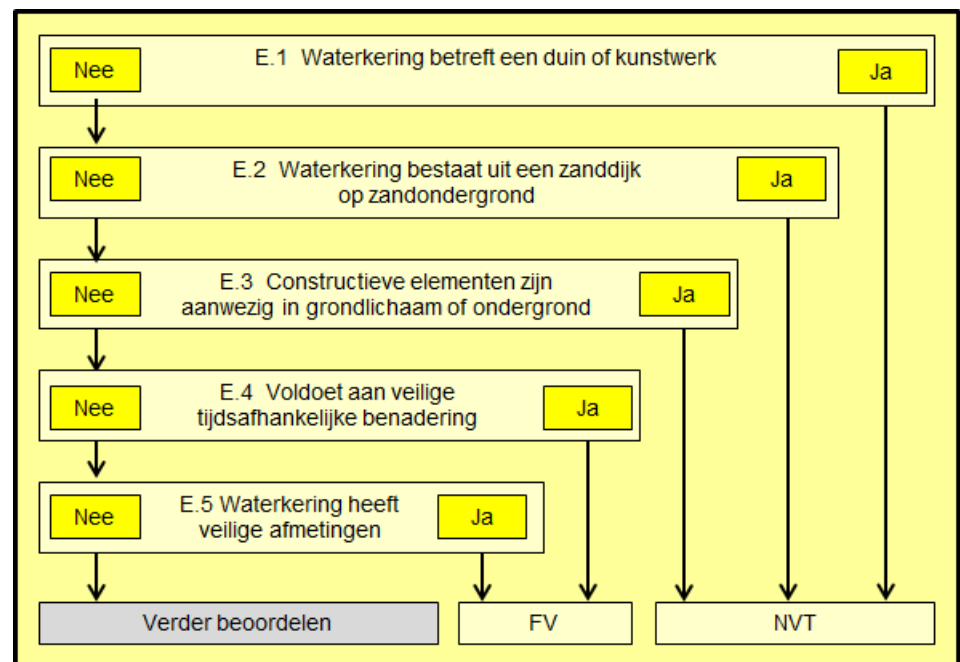 E.1 Waterkering betreft een duin of kunstwerk
Nee
Ja
E.2 Waterkering bestaat uit een zanddijk
op zandondergrond
Nee
Ja
E.3 Constructieve elementen zijn
aanwezig in grondlichaam of ondergrond
Nee
Ja
E.4 Voldoet aan veilige
tijdsafhankelijke benadering
Nee
Ja
E.5 Waterkering heeft
veilige afmetingen
Nee
Ja
Verder beoordelen
FV
NVT